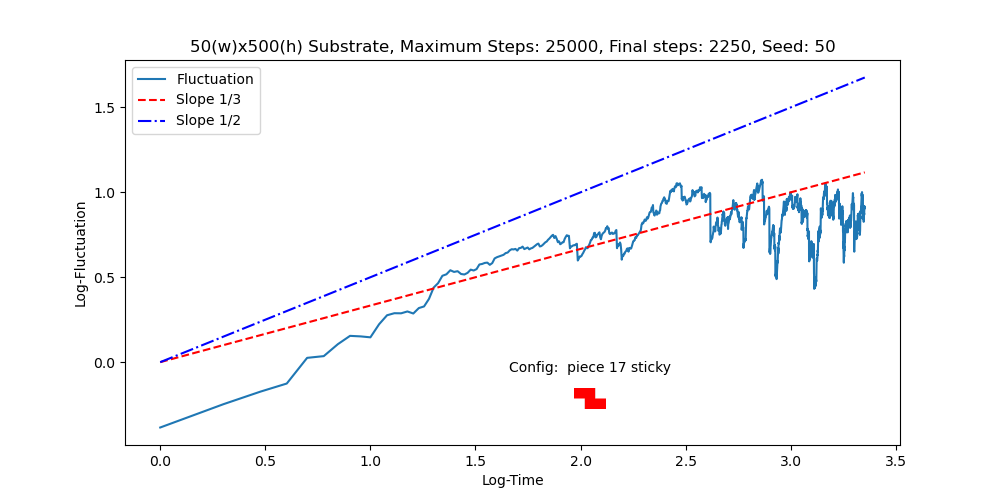 50(w)x500(h) Substrate, Maximum Steps: 25000, Final steps: 2250, Seed: 50
Fluctuation
Slope 1/3
Slope 1/2
1.5
1.0
0.5
0.0
Log-Fluctuation
Config:  piece 17 sticky
0.0 0.5 1.0 1.5 2.0 2.5 3.0 3.5
Log-Time